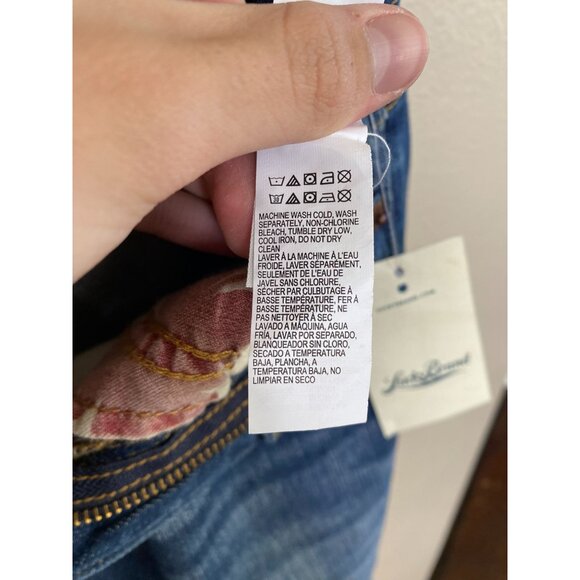 MACHINE WASH COLD, WASH
SEPARATELY, NON-CHLORINE
BLEACH, TUMBLE DRY LOW,
COOL IRON, DO NOT DRY
CLEAN
LAVER À LA MACHINE À L'EAU
FROIDE, LAVER SÉPARÉMENT,
SEULEMENT DE L'EAU DE
JAVEL SANS CHLORURE,
SÉCHER PAR CULBUTAGE À
BASSE TEMPÉRATURE, FER À
BASSE TEMPÉRATURE, NE
PAS NETTOYER À SEC
LAVADO A MÁQUINA, AGUA
FRÍA, LAVAR POR SEPARADO,
BLANQUEADOR SIN CLORO,
SECADO A TEMPERATURA
BAJA, PLANCHA, A
TEMPERATURA BAJA, NO
LIMPIAR EN SECO
Lucky Brand